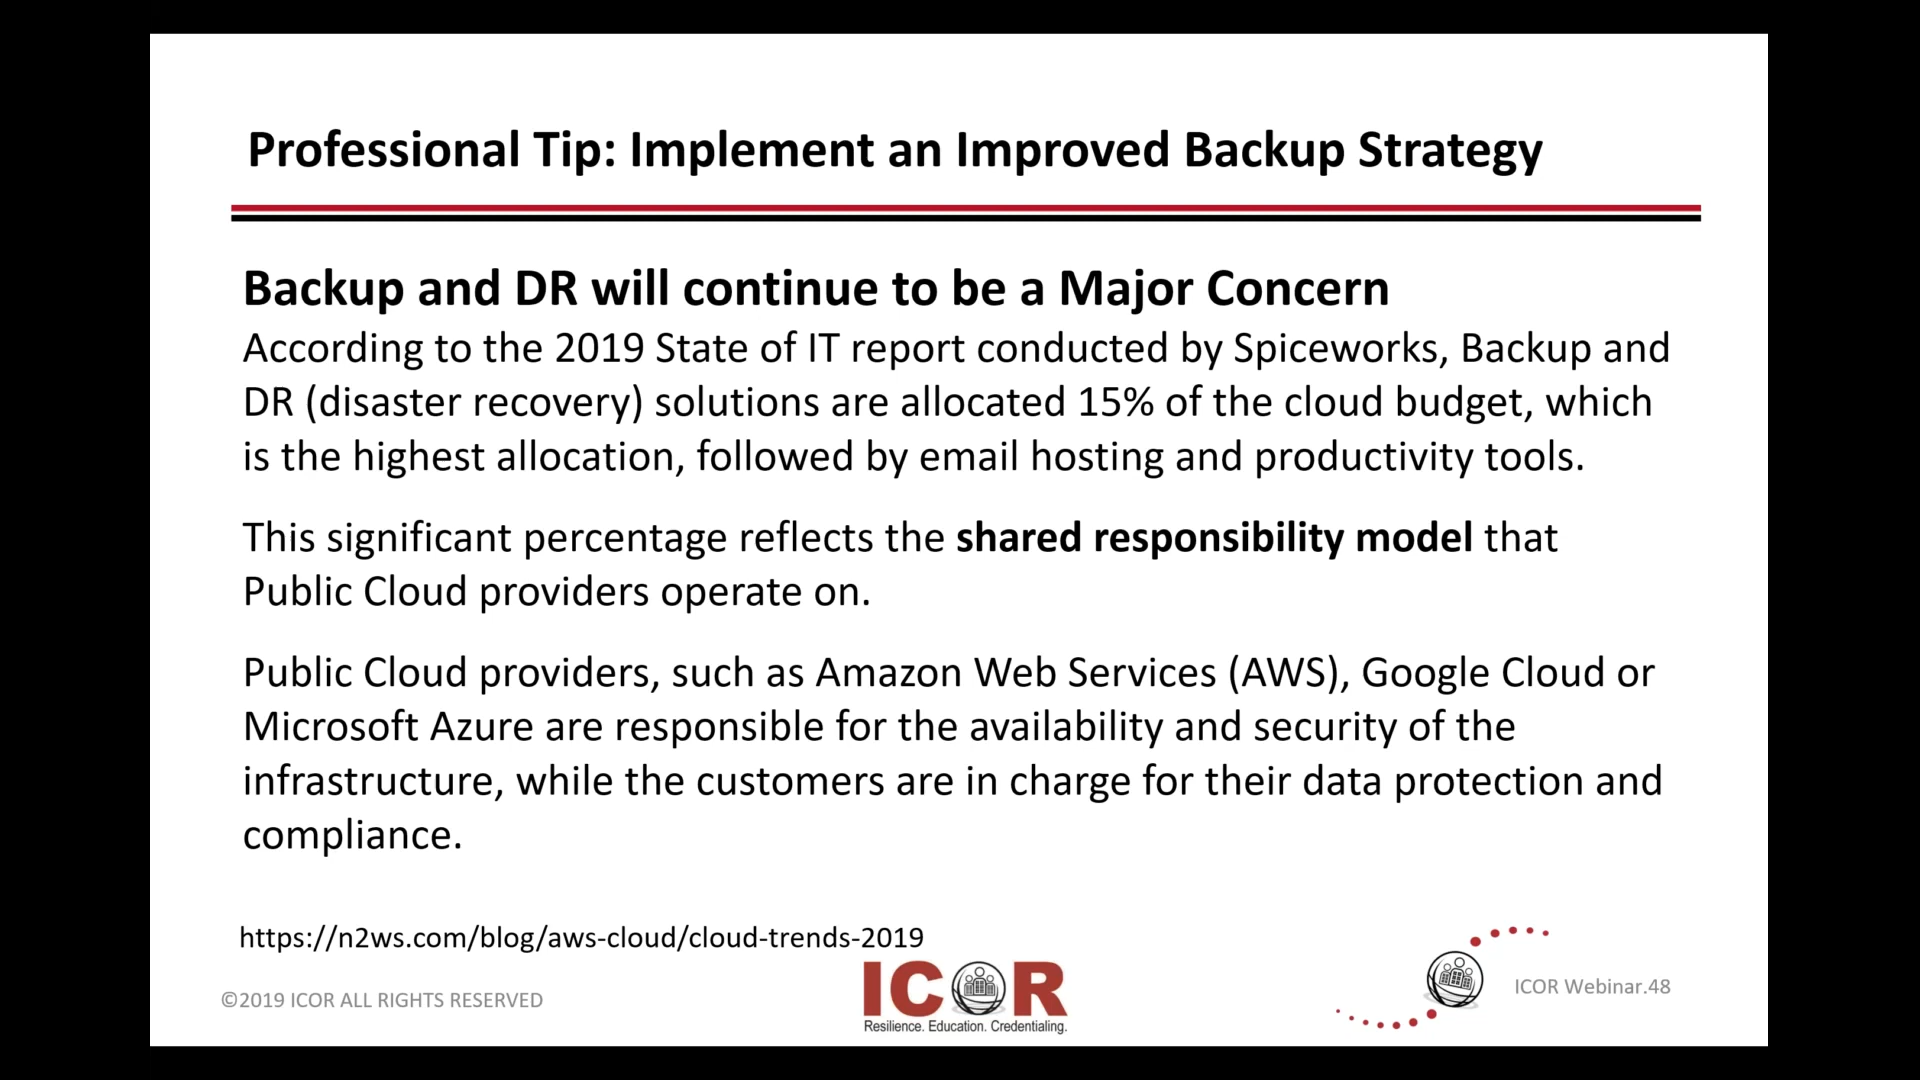 Professional Tip: Implement an Improved Backup Strategy
Backup and DR will continue to be a Major Concern
According to the 2019 State of IT report conducted by Spiceworks, Backup and
DR (disaster recovery) solutions are allocated 15% of the cloud budget, which
is the highest allocation, followed by email hosting and productivity tools.
This significant percentage reflects the shared responsibility model that
Public Cloud providers operate on.
Public Cloud providers, such as Amazon Web Services (AWS), Google Cloud or
Microsoft Azure are responsible for the availability and security of the
infrastructure, while the customers are in charge for their data protection and
compliance.
https://n2ws.com/blog/aws-cloud/cloud-trends-2019
©2019 ICOR ALL RIGHTS RESERVED
ICOR
Resilience. Education. Credentialing.
ICOR Webinar.48